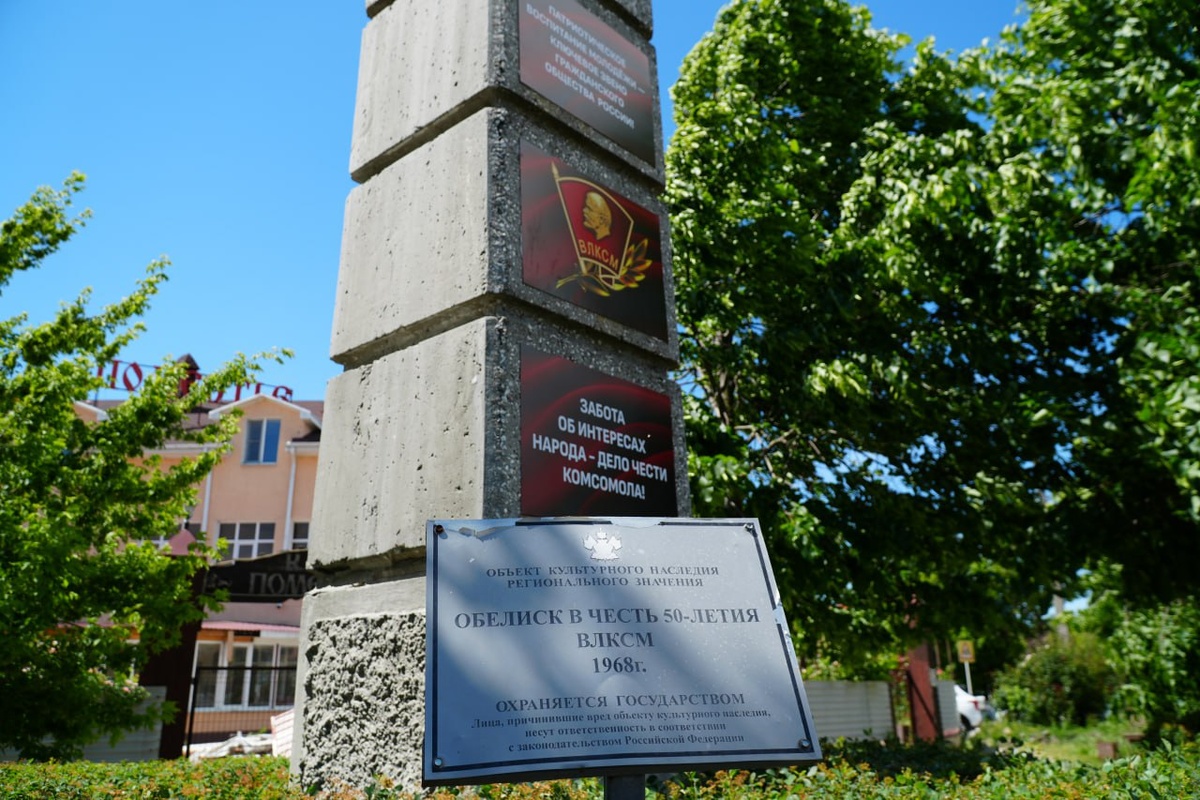 ПАТРИОТИЧЕСКОЕ
ВОСПИТАНИЕ МОЛОДЁЖИ –
КЛЮЧЕВОЕ ЗВЕНО
ГРАЖДАНСКОГО
ОБЩЕСТВА РОССИИ!
ВЛКСМ
ЗАБОТА
ОБ ИНТЕРЕСАХ
НАРОДА – ДЕЛО ЧЕСТИ
КОМСОМОЛА!
ОБЪЕКТ КУЛЬТУРНОГО НАСЛЕДИЯ
РЕГИОНАЛЬНОГО ЗНАЧЕНИЯ
ОБЕЛИСК В ЧЕСТЬ 50-ЛЕТИЯ
ВЛКСМ
1968г.
ОХРАНЯЕТСЯ ГОСУДАРСТВОМ
Лица, причинившие вред объекту культурного наследия,
несут ответственность в соответствии
с законодательством Российской Федерации